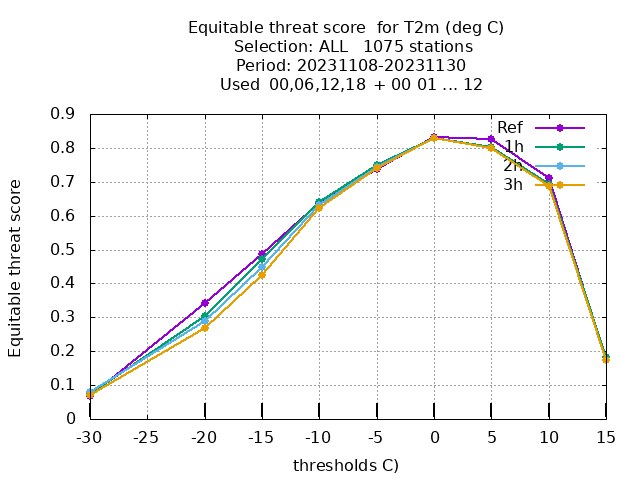 Equitable threat score  for T2m (deg C)
Selection: ALL   1075 stations
Period: 20231108-20231130
Used  00,06,12,18  + 00 01 ... 12
Equitable threat score
0.9
0.8
0.7
0.6
0.5
0.4
0.3
0.2
0.1
0
Ref
1h
2h
3h
-30 -25 -20 -15 -10 -5 0 5 10 15
thresholds C)